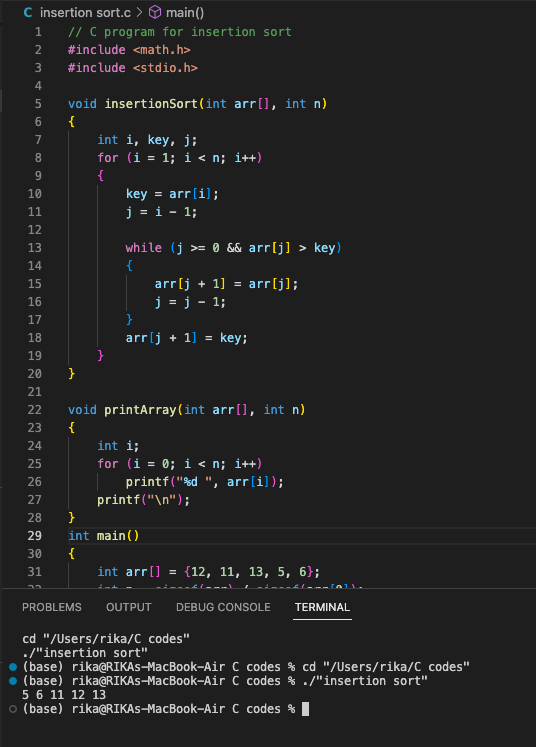 C insertion sort.c > main()
1 // C program for insertion sort
2 #include <math.h>
3 #include <stdio.h>
4
5 void insertionSort(int arr[], int n)
6 {
7 int i, key, j;
8 for (i = 1; i < n; i++)
9 {
10 key = arr[i];
11 j = i - 1;
12
13 while (j >= 0 && arr[j] > key)
14 {
15 arr[j + 1] = arr[j];
16 j = j - 1;
17 }
18 arr[j + 1] = key;
19 }
20 }
21
22 void printArray(int arr[], int n)
23 {
24 int i;
25 for (i = 0; i < n; i++)
26 printf("%d ", arr[i]);
27 printf("\n");
28 }
29 int main()
30 {
31 int arr[] = {12, 11, 13, 5, 6};
PROBLEMS OUTPUT DEBUG CONSOLE TERMINAL
cd "/Users/rika/C codes"
./"insertion sort"
(base) rika@RIKAs-MacBook-Air C codes % cd "/Users/rika/C codes"
(base) rika@RIKAs-MacBook-Air C codes % ./"insertion sort"
5 6 11 12 13
(base) rika@RIKAs-MacBook-Air C codes %